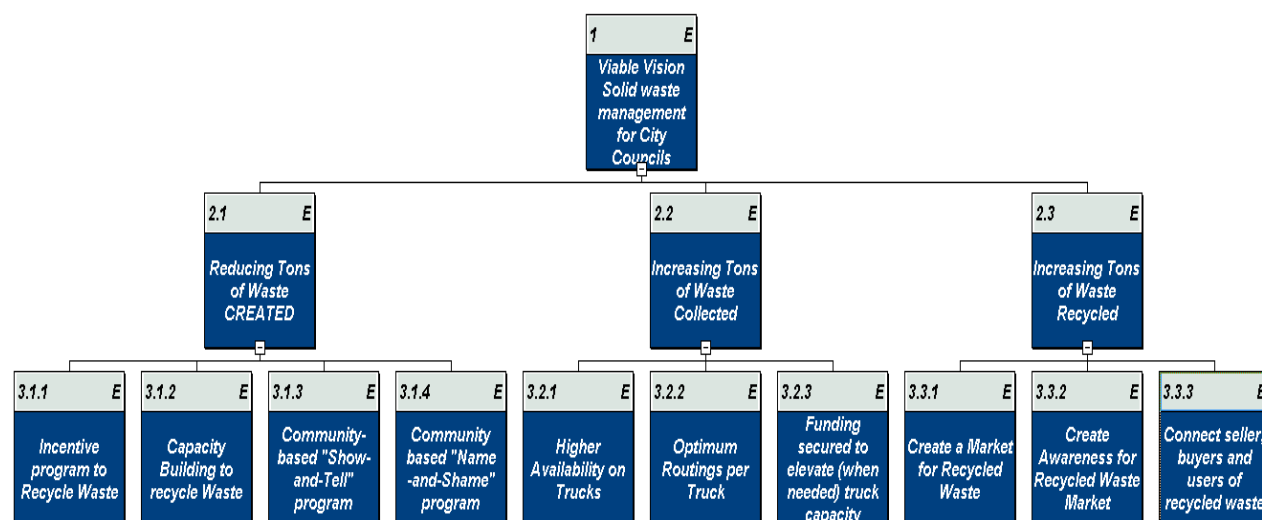 1 E
Viable Vision
Solid waste
management
for City
Councils
2.1 E
Reducing Tons
of Waste
CREATED
2.2 E
Increasing Tons
of Waste
Collected
2.3 E
Increasing Tons
of Waste
Recycled
3.1.1 E
Incentive
program to
Recycle Waste
3.1.2 E
Capacity
Building to
recycle Waste
3.1.3 E
Community-
based "Show-
and-Tell"
program
3.1.4 E
Community
based "Name
-and-Shame"
program
3.2.1 E
Higher
Availability on
Trucks
3.2.2 E
Optimum
Routings per
Truck
3.2.3 E
Funding
secured to
elevate (when
needed) truck
capacity
3.3.1 E
Create a Market
for Recycled
Waste
3.3.2 E
Create
Awareness for
Recycled Waste
Market
3.3.3 E
Connect seller,
buyers and
users of
recycled waste